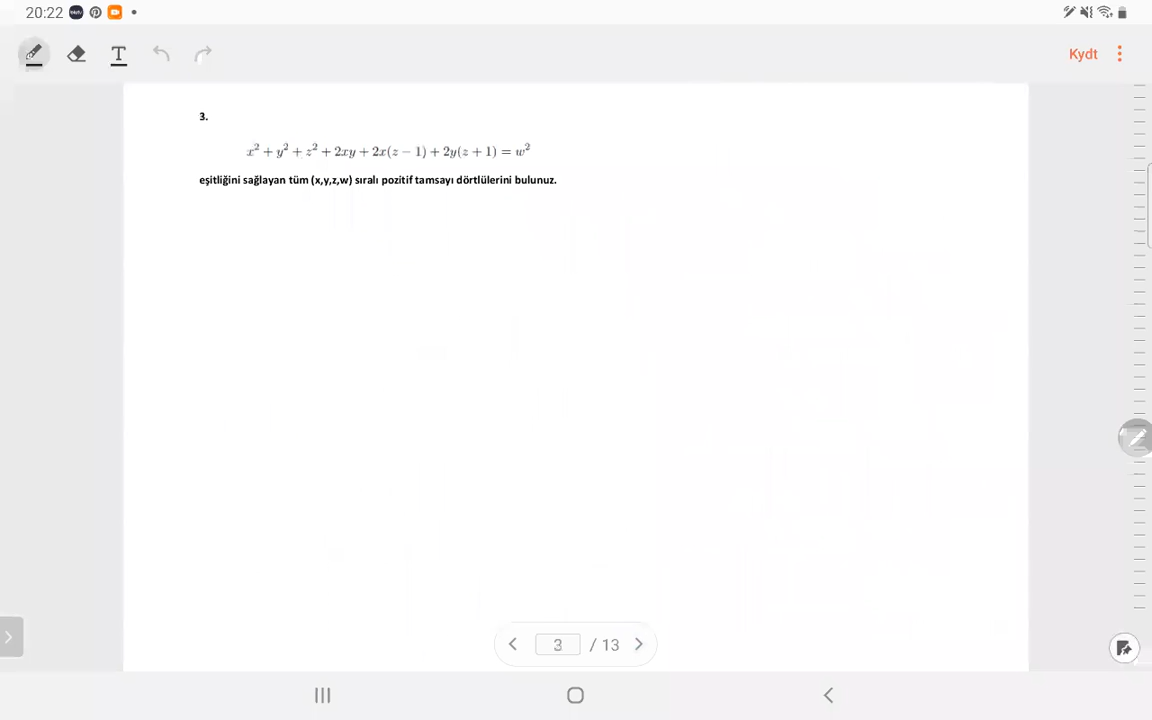 20:22
T
Kydt
3.
x² + y² + z² + 2xy + 2x(z − 1) + 2y(z + 1) = w²
eşitliğini sağlayan tüm (x,y,z,w) sıralı pozitif tamsayı dörtlülerini bulunuz.
3 / 13